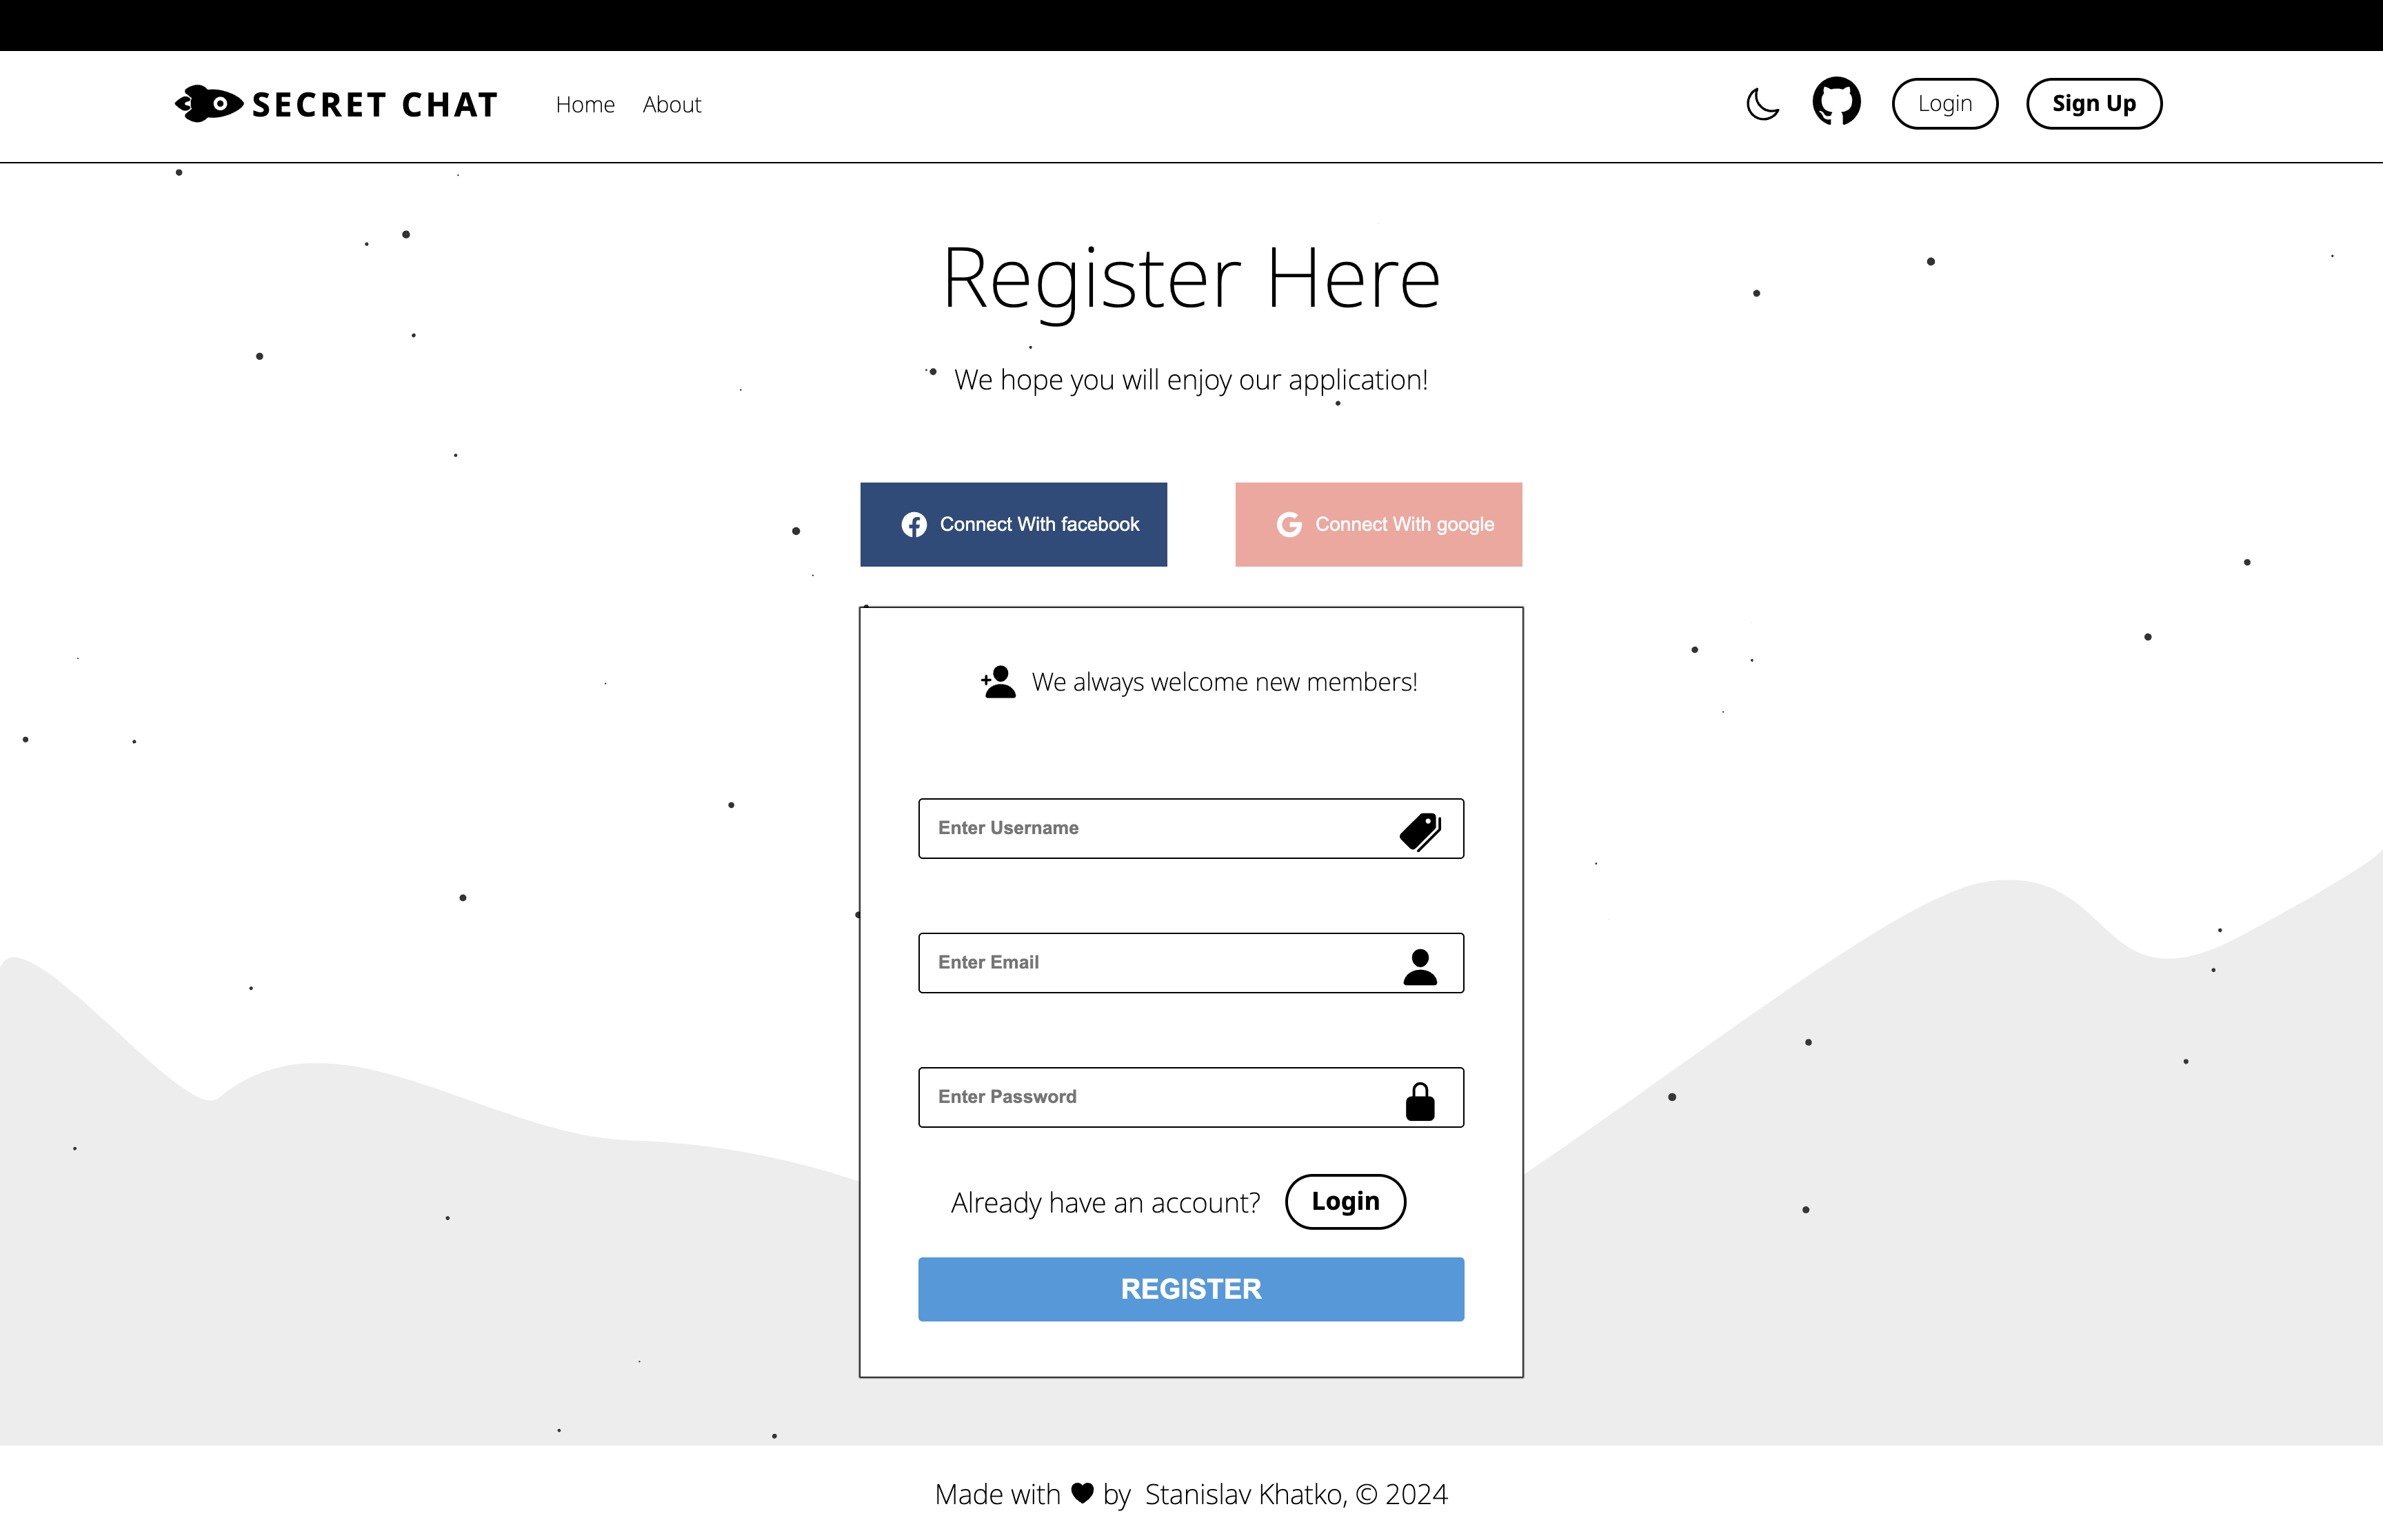 SECRET CHAT Home About Login Sign Up
Register Here
We hope you will enjoy our application!
Connect With facebook Connect With google
We always welcome new members!
Enter Username
Enter Email
Enter Password
Already have an account? Login
REGISTER
Made with by Stanislav Khatko, © 2024